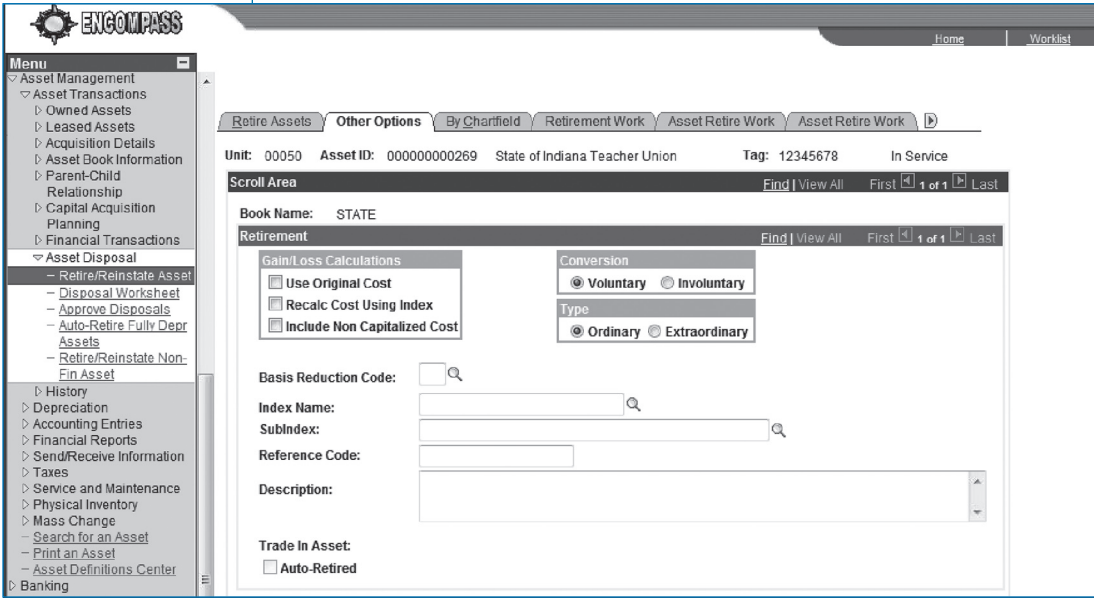 ENCOMPASS
Home
Worklist
Menu
Asset Management
Asset Transactions
Owned Assets
Leased Assets
Acquisition Details
Asset Book Information
Parent-Child
Relationship
Capital Acquisition
Planning
Financial Transactions
Asset Disposal
– Retire/Reinstate Asset
– Disposal Worksheet
– Approve Disposals
– Auto-Retire Fully Depr
Assets
– Retire/Reinstate Non-
Fin Asset
History
Depreciation
Accounting Entries
Financial Reports
Send/Receive Information
Taxes
Service and Maintenance
Physical Inventory
Mass Change
– Search for an Asset
– Print an Asset
– Asset Definitions Center
Banking
Retire Assets Other Options By Chartfield Retirement Work Asset Retire Work Asset Retire Work
Unit: 00050 Asset ID: 000000000269 State of Indiana Teacher Union Tag: 12345678 In Service
Scroll Area Find | View All First 1 of 1 Last
Book Name: STATE
Retirement Find | View All First 1 of 1 Last
Gain/Loss Calculations
Use Original Cost
Recalc Cost Using Index
Include Non Capitalized Cost
Conversion
Voluntary Involuntary
Type
Ordinary Extraordinary
Basis Reduction Code:
Index Name:
SubIndex:
Reference Code:
Description:
Trade In Asset:
Auto-Retired